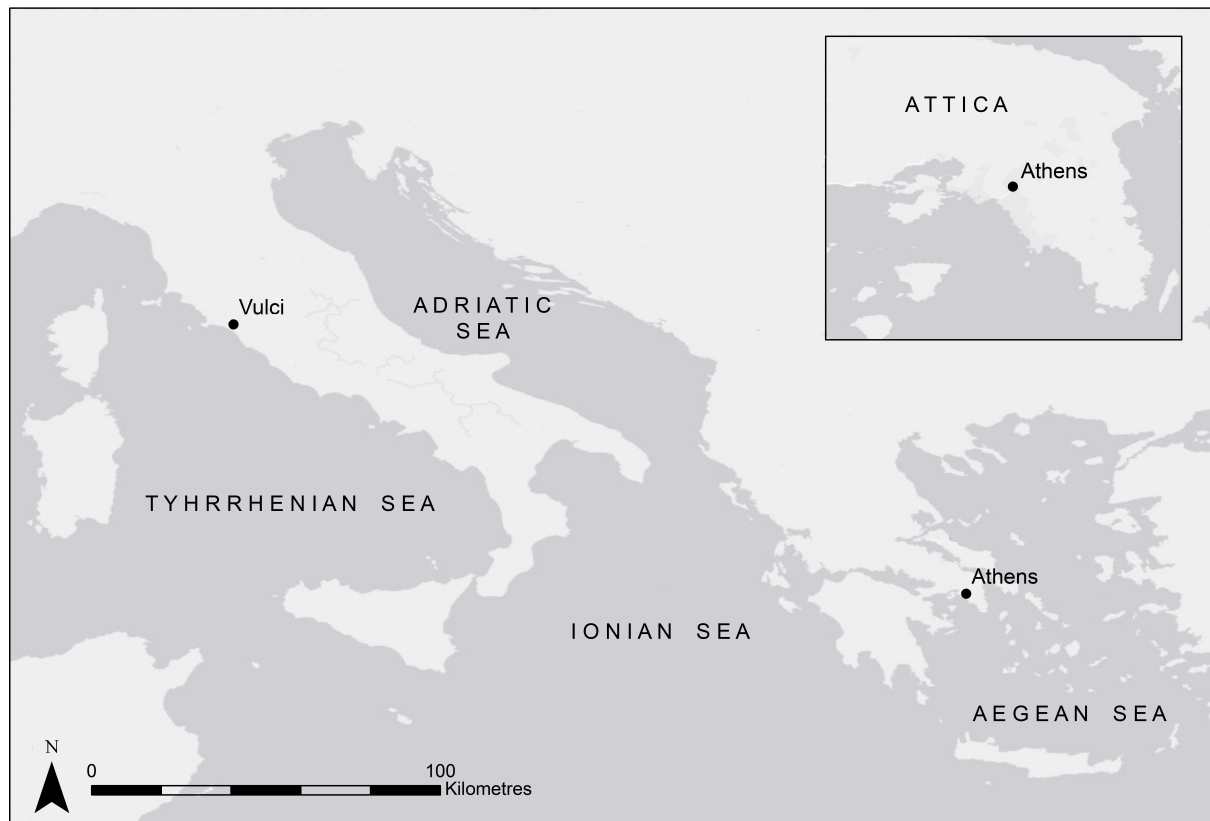 ATTICA
Athens
Vulci
ADRIATIC
SEA
TYHRRHENIAN SEA
Athens
IONIAN SEA
AEGEAN SEA
N
0 100
Kilometres